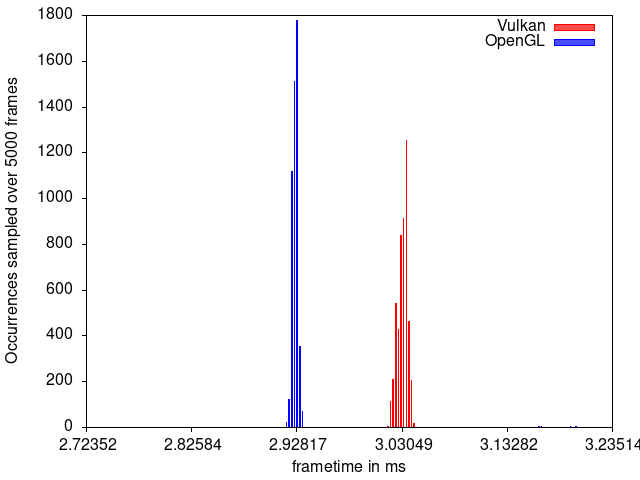 1800
1600
1400
1200
1000
800
600
400
200
0
Occurrences sampled over 5000 frames
Vulkan
OpenGL
2.72352 2.82584 2.92817 3.03049 3.13282 3.23514
frametime in ms